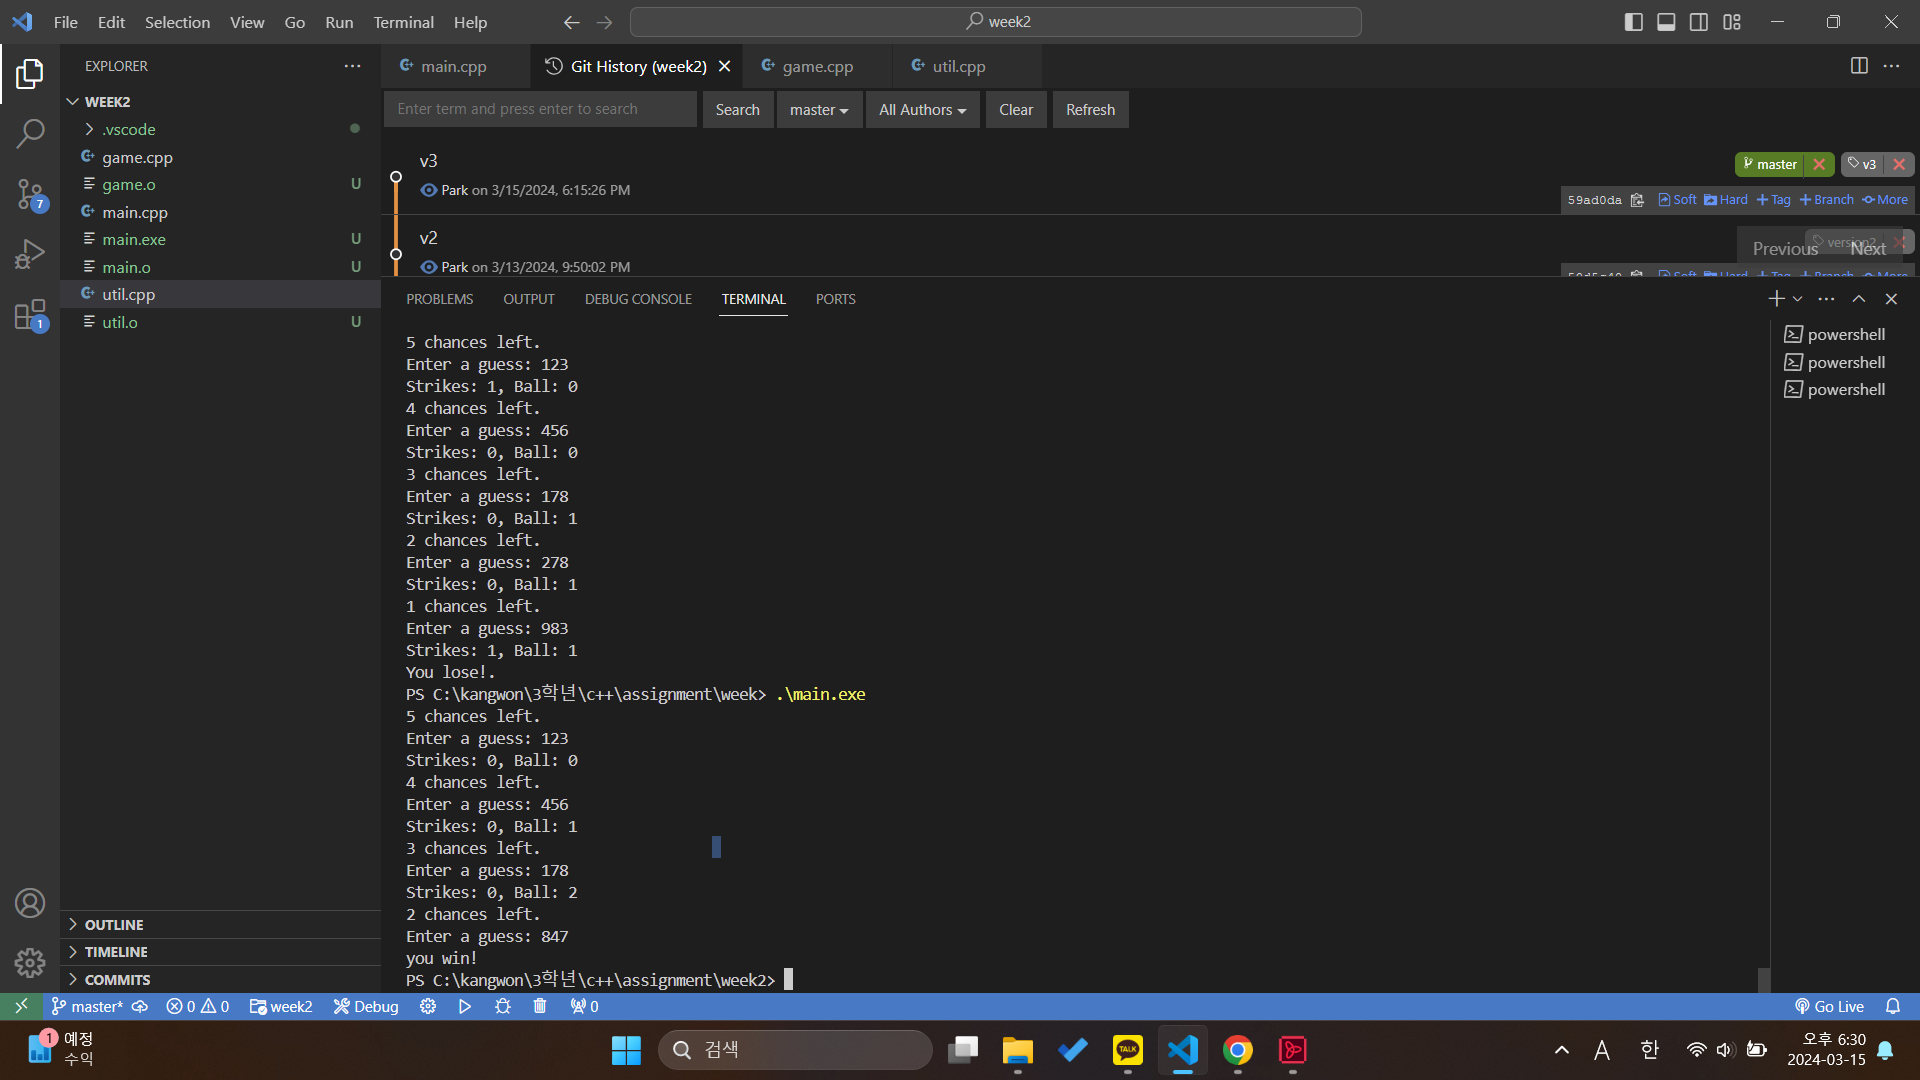 File Edit Selection View Go Run Terminal Help
week2
EXPLORER
main.cpp
Git History (week2)
game.cpp
util.cpp
WEEK2
.vscode
game.cpp
game.o U
main.cpp
main.exe U
main.o U
util.cpp
util.o U
Enter term and press enter to search
Search
master
All Authors
Clear
Refresh
v3
Park on 3/15/2024, 6:15:26 PM
master
v3
59ad0da Soft Hard Tag Branch More
v2
Park on 3/13/2024, 9:50:02 PM
version2
Previous Next
Soft Hard Tag Branch More
PROBLEMS OUTPUT DEBUG CONSOLE TERMINAL PORTS
powershell
powershell
powershell
5 chances left.
Enter a guess: 123
Strikes: 1, Ball: 0
4 chances left.
Enter a guess: 456
Strikes: 0, Ball: 0
3 chances left.
Enter a guess: 178
Strikes: 0, Ball: 1
2 chances left.
Enter a guess: 278
Strikes: 0, Ball: 1
1 chances left.
Enter a guess: 983
Strikes: 1, Ball: 1
You lose!.
PS C:\kangwon\3학년\c++\assignment\week> .\main.exe
5 chances left.
Enter a guess: 123
Strikes: 0, Ball: 0
4 chances left.
Enter a guess: 456
Strikes: 0, Ball: 1
3 chances left.
Enter a guess: 178
Strikes: 0, Ball: 2
2 chances left.
Enter a guess: 847
you win!
PS C:\kangwon\3학년\c++\assignment\week2>
7
1
OUTLINE
TIMELINE
COMMITS
master* 0 0 week2 Debug 0
Go Live
1
예정
수익
검색
TALK
A
한
오후 6:30
2024-03-15